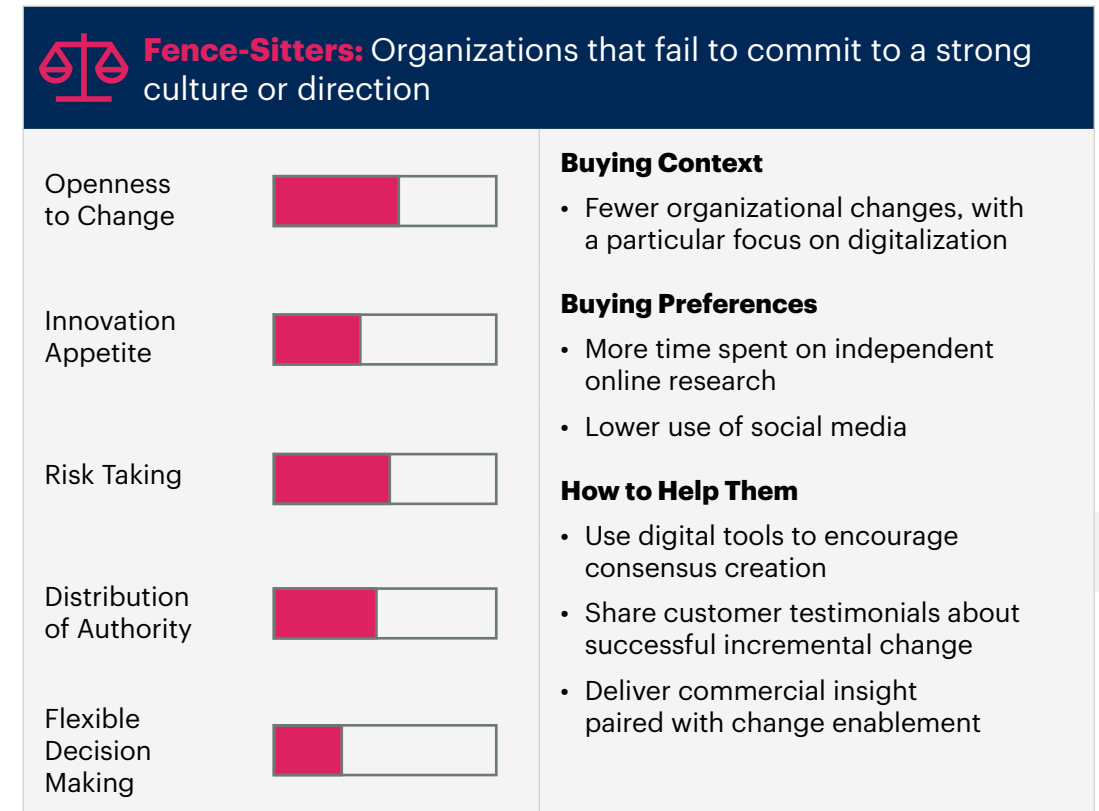 Fence-Sitters: Organizations that fail to commit to a strong
culture or direction
Openness
to Change
Innovation
Appetite
Risk Taking
Distribution
of Authority
Flexible
Decision
Making
Buying Context
• Fewer organizational changes, with
a particular focus on digitalization
Buying Preferences
• More time spent on independent
online research
• Lower use of social media
How to Help Them
• Use digital tools to encourage
consensus creation
• Share customer testimonials about
successful incremental change
• Deliver commercial insight
paired with change enablement